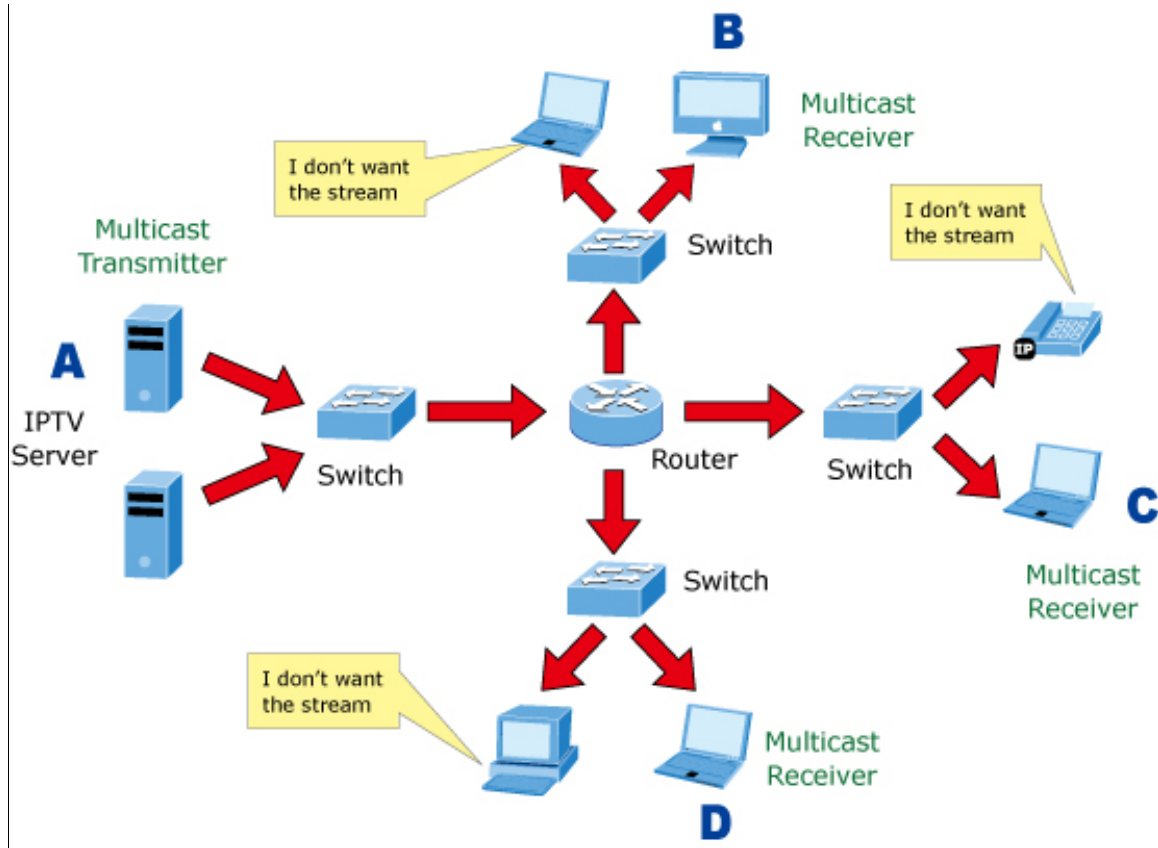 B
Multicast
Receiver
I don't want
the stream
I don't want
the stream
Multicast
Transmitter
Switch
A
IPTV
Server
IP
Switch
Router
Switch
C
Multicast
Receiver
Switch
I don't want
the stream
Multicast
Receiver
D